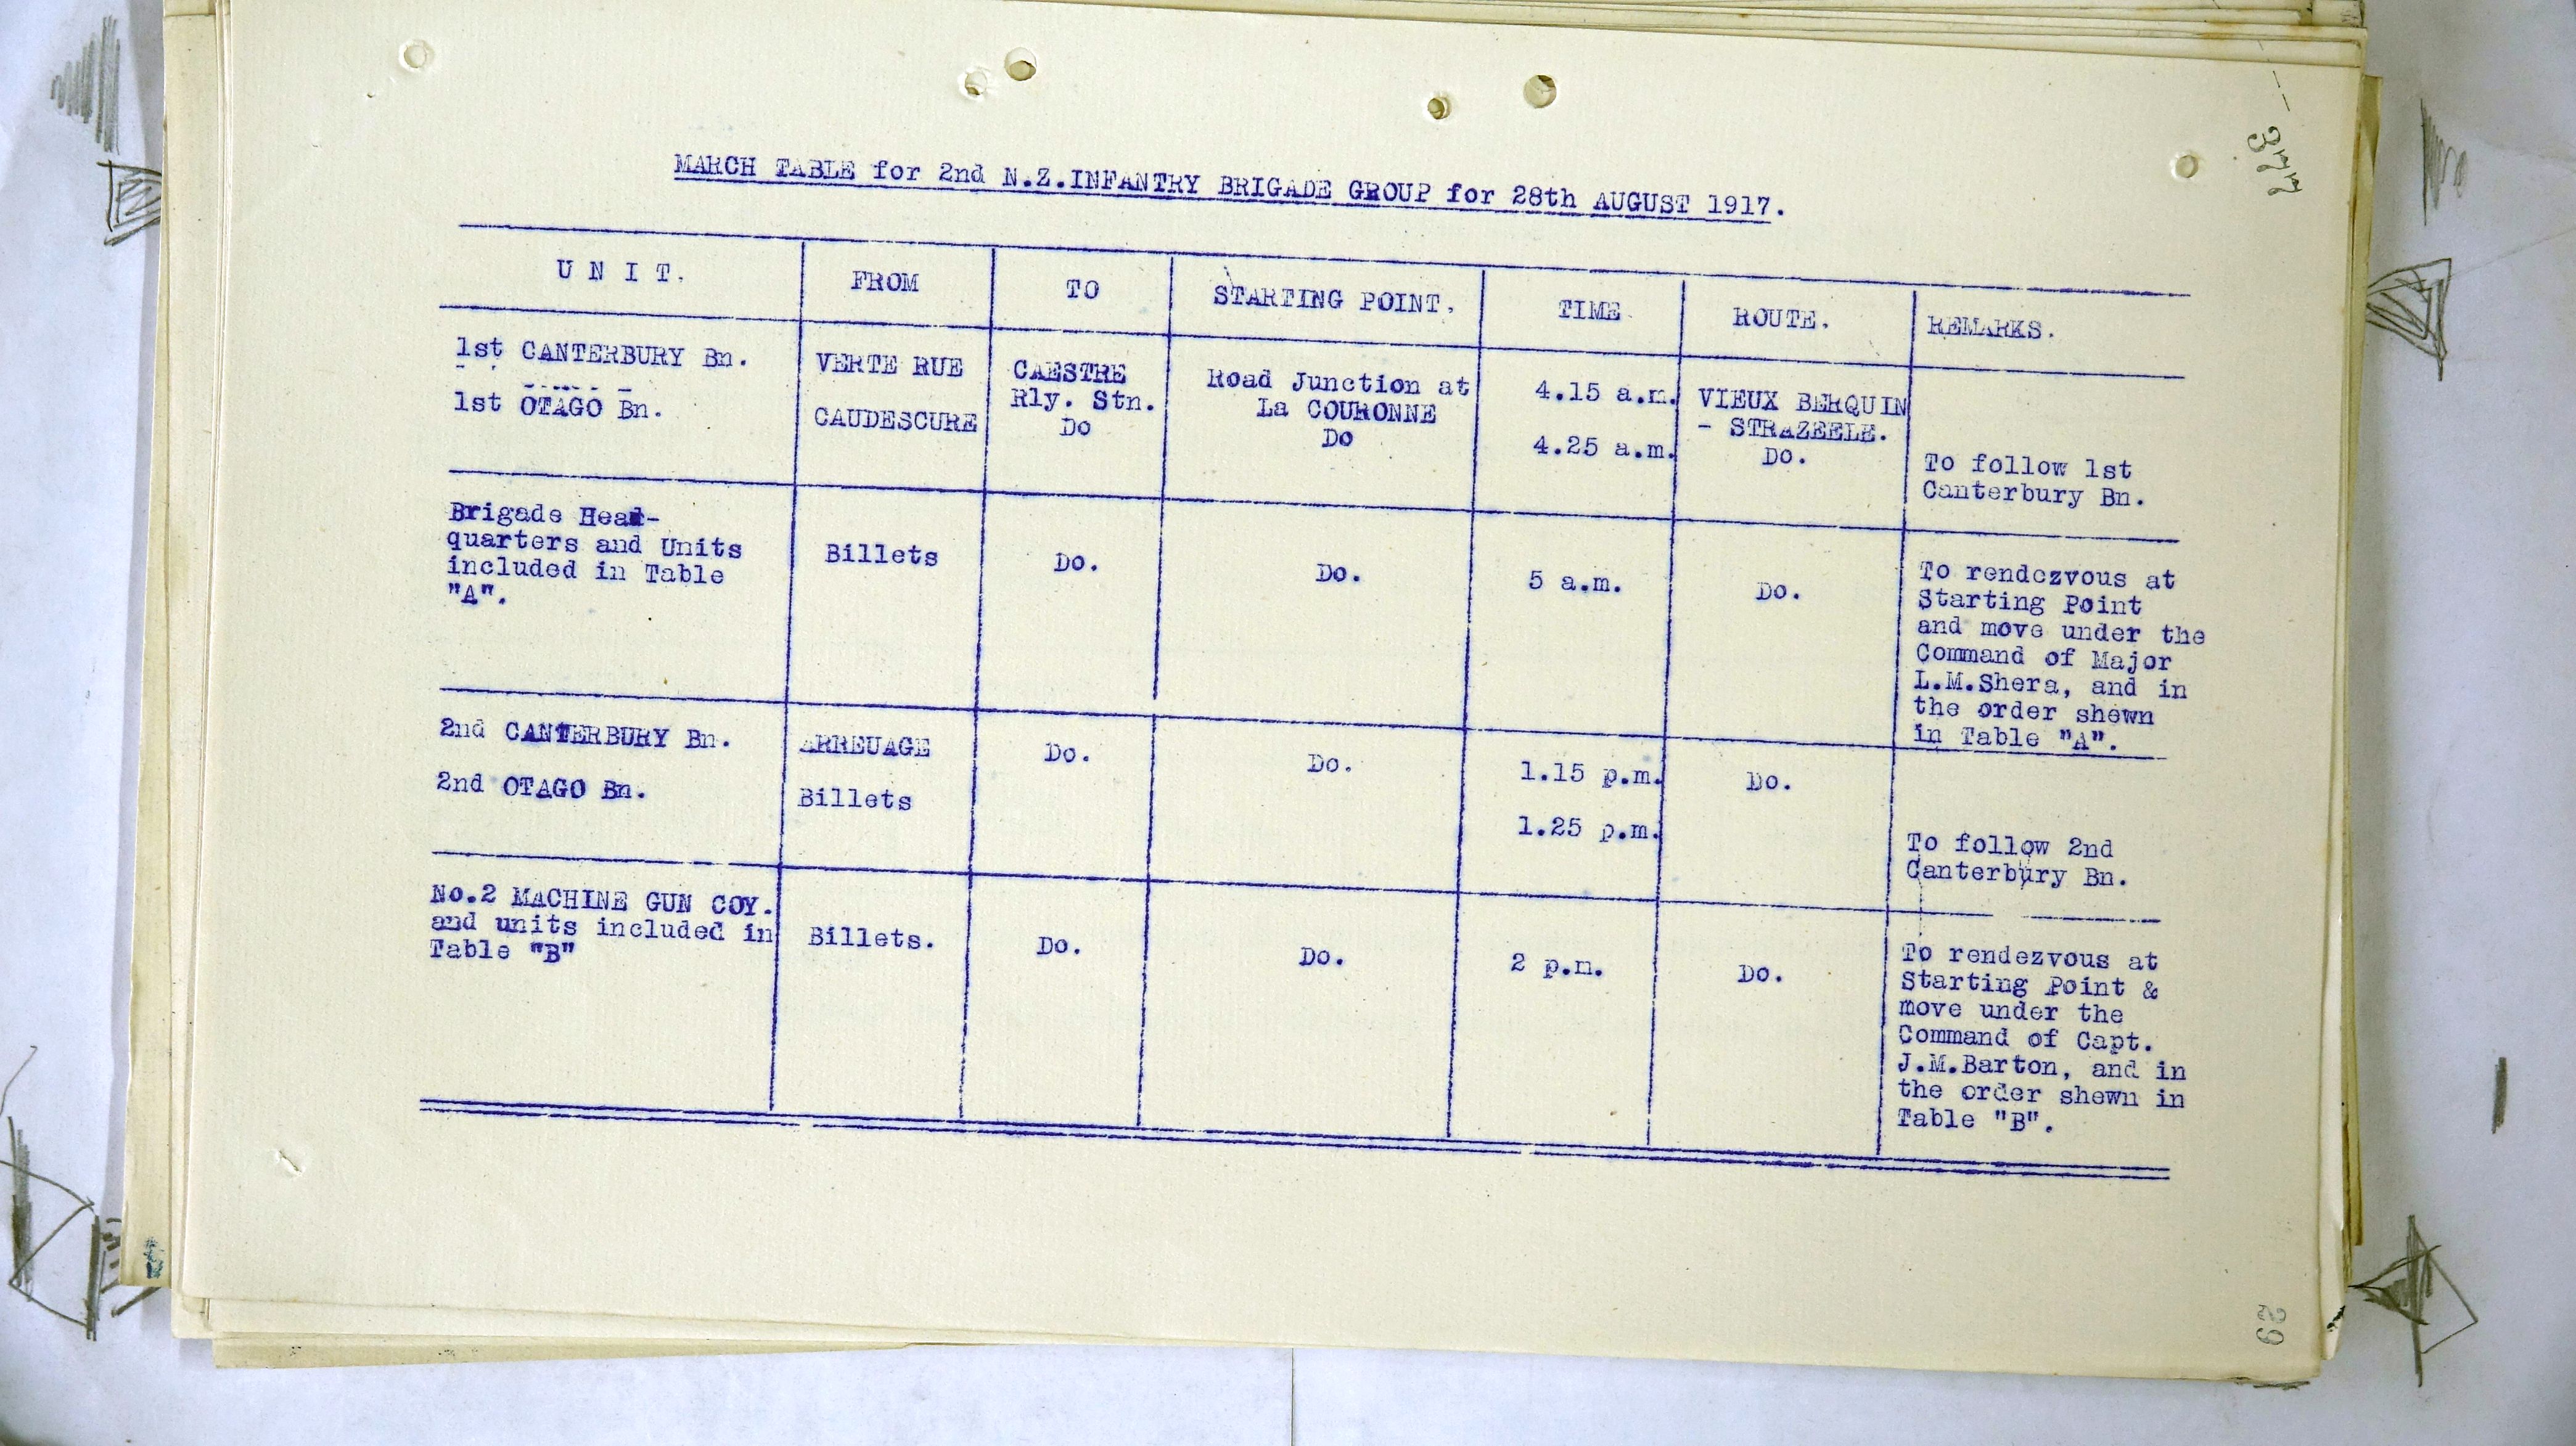 377
MARCH TABLE for 2nd N.Z.INFANTRY BRIGADE GROUP for 28th AUGUST 1917.
U N I T. FROM TO STARTING POINT. TIME. ROUTE. REMARKS.
1st CANTERBURY Bn. VERTE RUE CAESTRE Rly. Stn. Road Junction at La COURONNE 4.15 a.m. VIEUX BERQUIN - STRAZEELE.
1st OTAGO Bn. CAUDESCURE Do Do 4.25 a.m. Do. To follow 1st
Canterbury Bn.
Brigade Head-
quarters and Units
included in Table
"A".
Billets Do. Do. 5 a.m. Do.
To rendezvous at
Starting Point
and move under the
Command of Major
L.M.Shera, and in
the order shewn
in Table "A".
2nd CANTERBURY Bn. ARREUAGE Do. Do. 1.15 p.m. Do.
2nd OTAGO Bn. Billets 1.25 p.m.
To follow 2nd
Canterbury Bn.
No.2 MACHINE GUN COY.
and units included in
Table "B"
Billets. Do. Do. 2 p.m. Do.
To rendezvous at
Starting Point &
move under the
Command of Capt.
J.M.Barton, and in
the order shewn in
Table "B".
29